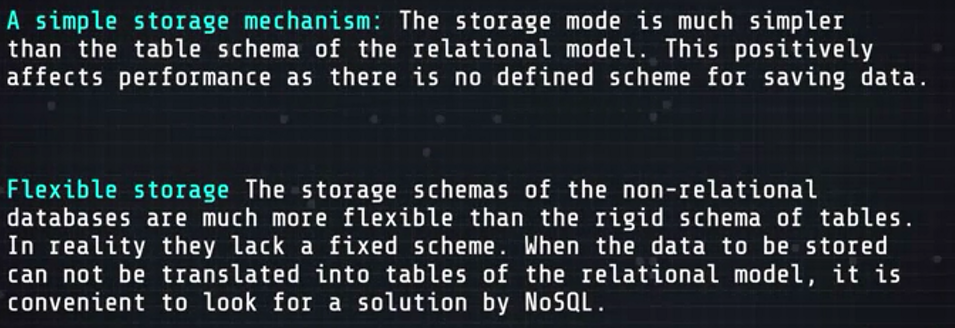 A simple storage mechanism: The storage mode is much simpler
than the table schema of the relational model. This positively
affects performance as there is no defined scheme for saving data.
Flexible storage The storage schemas of the non-relational
databases are much more flexible than the rigid schema of tables.
In reality they lack a fixed scheme. When the data to be stored
can not be translated into tables of the relational model, it is
convenient to look for a solution by NoSQL.